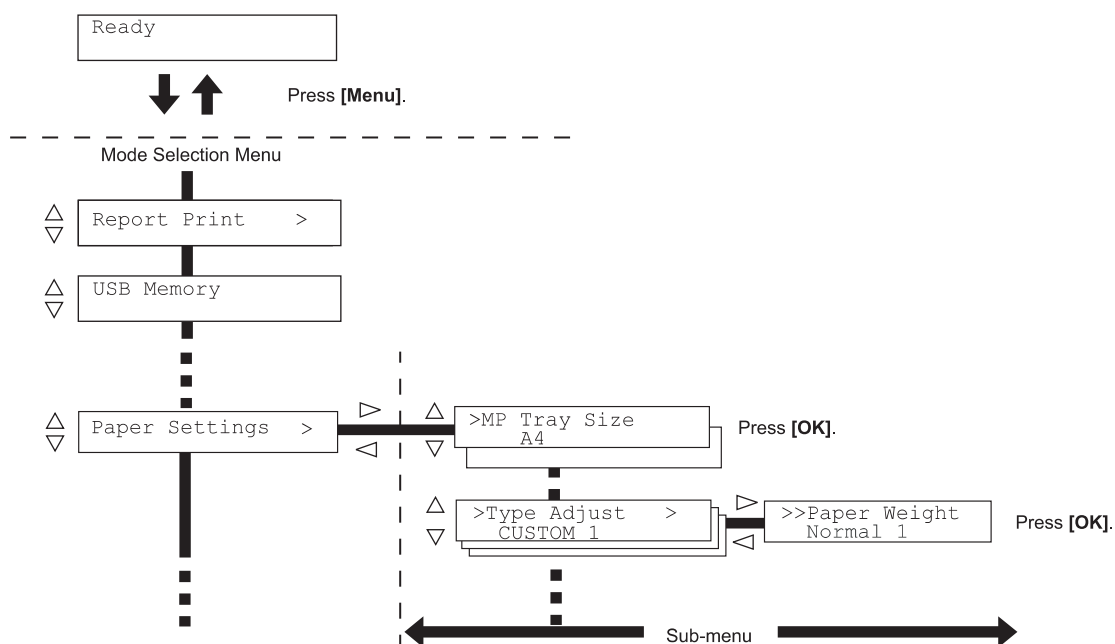 Ready
Press [Menu].
Mode Selection Menu
Report Print >
USB Memory
Paper Settings >
>MP Tray Size
A4
Press [OK].
>Type Adjust >
CUSTOM 1
>>Paper Weight
Normal 1
Press [OK].
Sub-menu